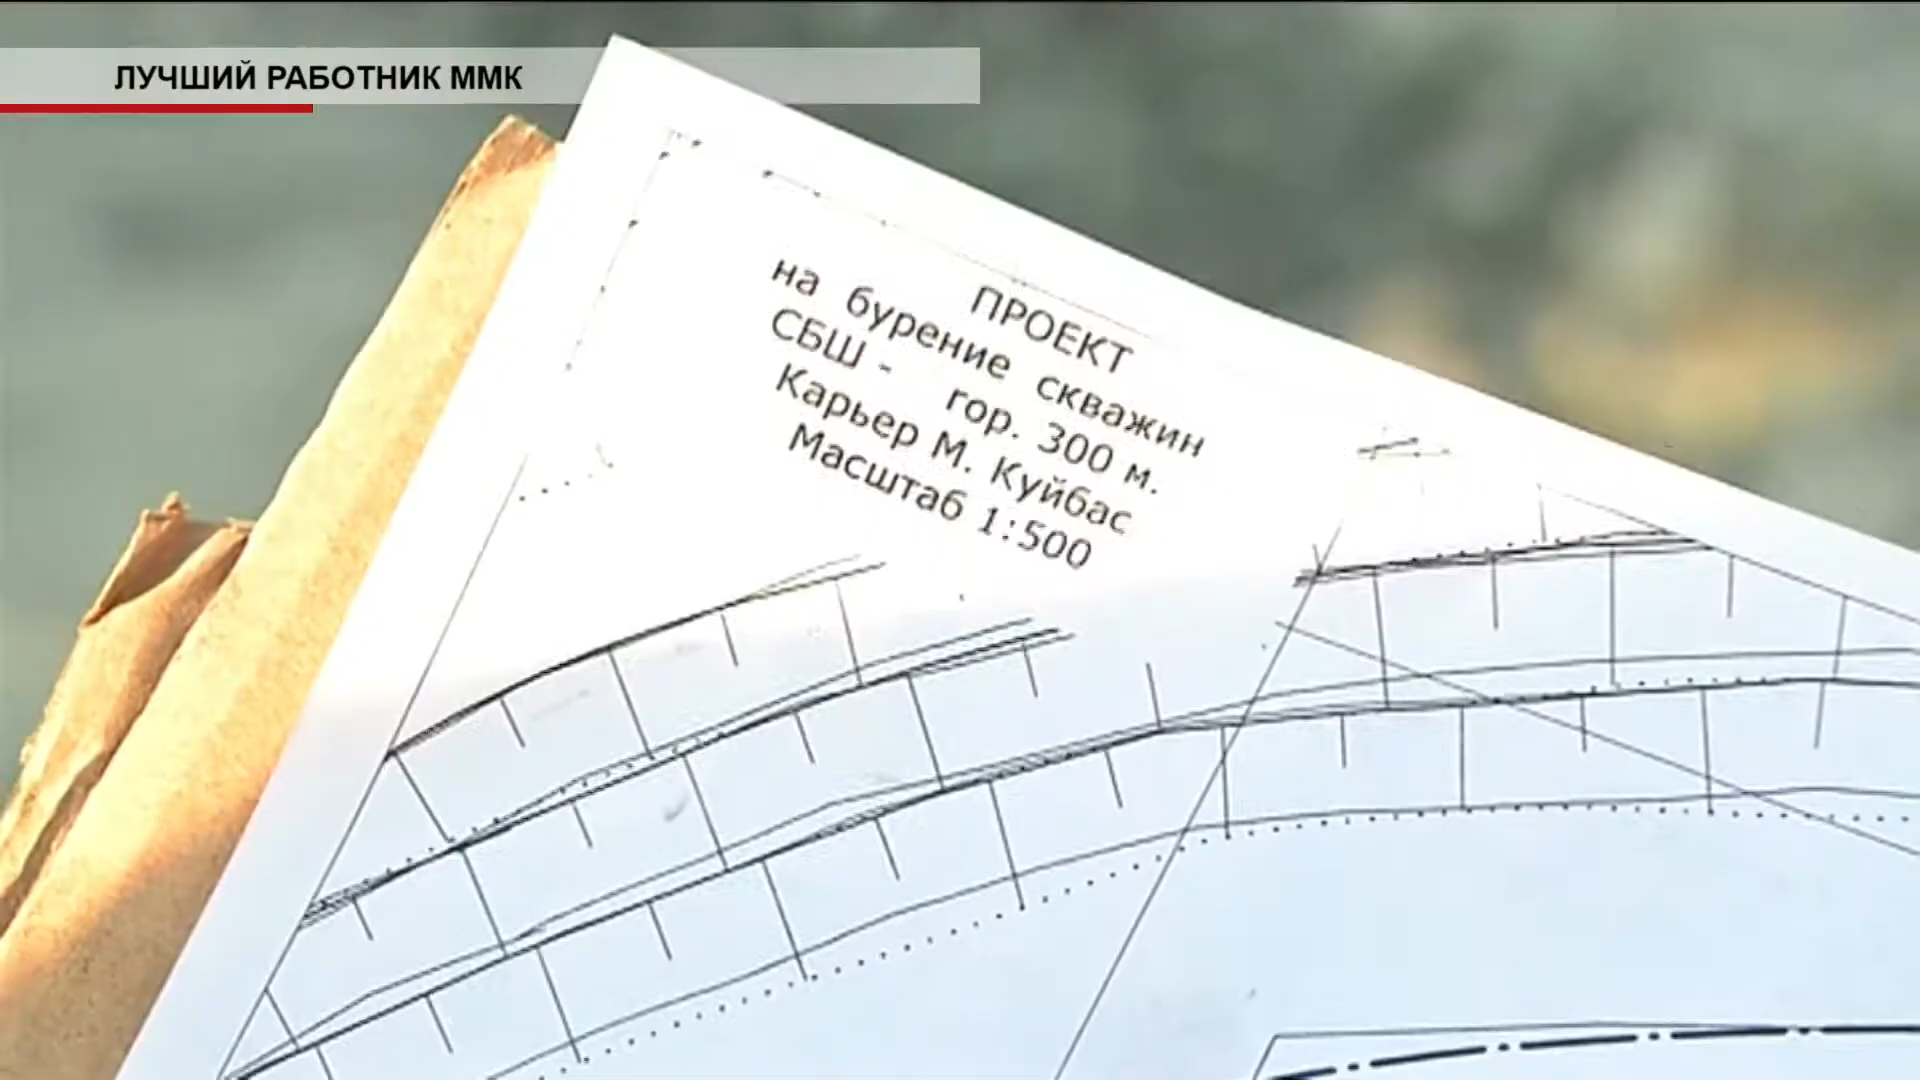 ЛУЧШИЙ РАБОТНИК ММК
ПРОЕКТ
на бурение скважин
СБШ - гор. 300 м.
Карьер М. Куйбас
Масштаб 1:500